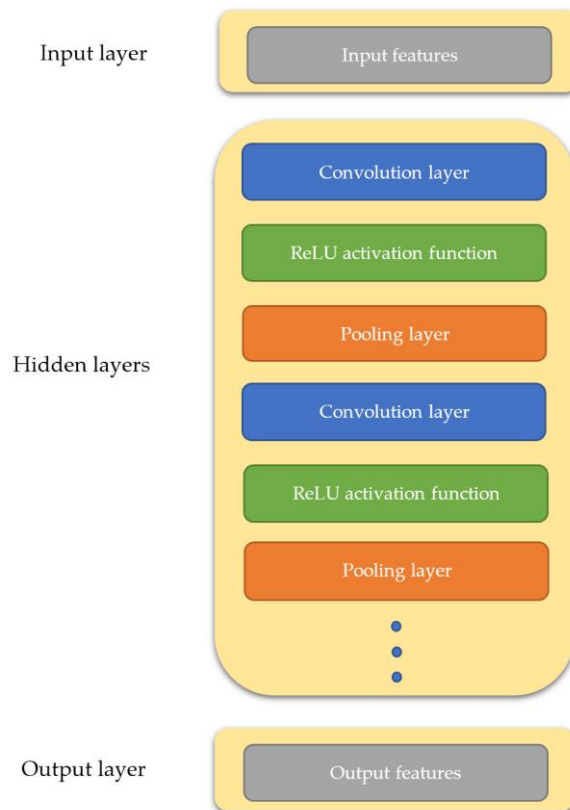 Input layer
Input features
Convolution layer
ReLU activation function
Pooling layer
Hidden layers
Convolution layer
ReLU activation function
Pooling layer
Output layer
Output features